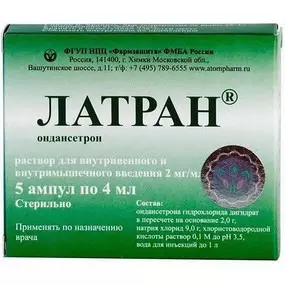 ФГУП НПЦ «Фармзащита» ФМБА России
Россия, 141400, г. Химки Московской обл.,
Вашутинское шоссе, д.11; т/ф +7 (495) 789-6555 www.atompharm.ru
ЛАТРАН®
ондансетрон
раствор для внутривенного и
внутримышечного введения 2 мг/мл
5 ампул по 4 мл
Стерильно
Применять по назначению
врача
Состав:
ондансетрона гидрохлорида дигидрат
в пересчете на основание 2,0 г,
натрия хлорид 9,0 г, хлористоводородной
кислоты раствор 0,1 М до pH 3,5,
вода для инъекций до 1 л